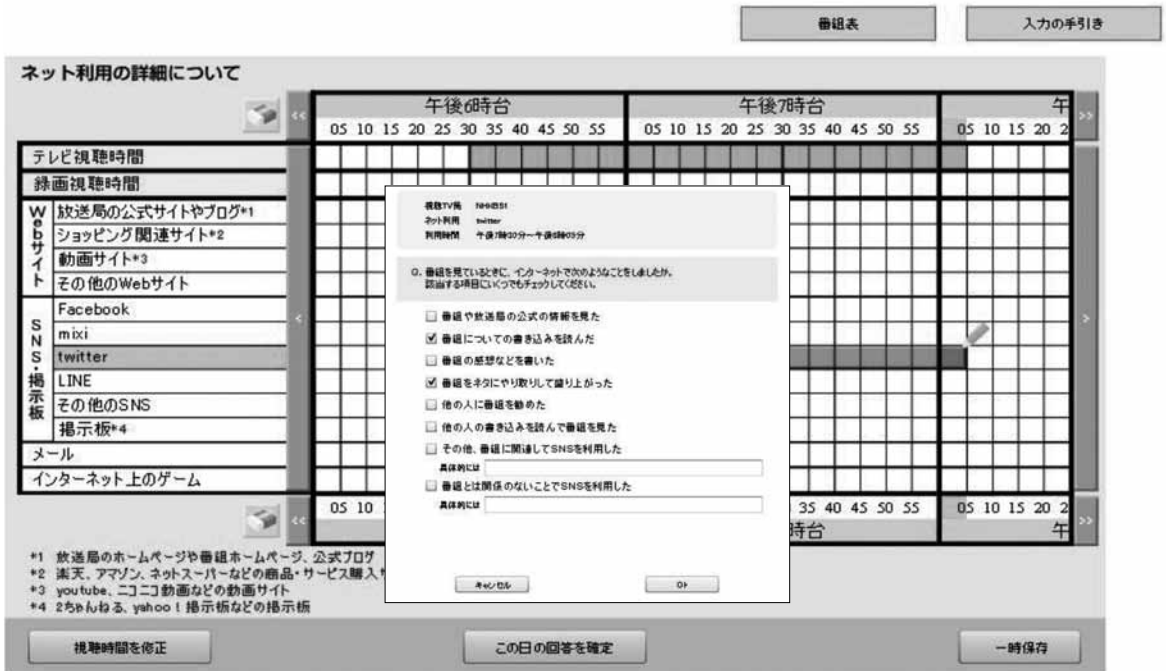 番組表
入力の手引き
ネット利用の詳細について
<<
午後6時台
午後7時台
午
>>
05 10 15 20 25 30 35 40 45 50 55
05 10 15 20 25 30 35 40 45 50 55
05 10 15 20 2
テレビ視聴時間
録画視聴時間
Webサイト
放送局の公式サイトやブログ*1
ショッピング関連サイト*2
動画サイト*3
その他のWebサイト
SNS・掲示板
Facebook
mixi
twitter
LINE
その他のSNS
掲示板*4
メール
インターネット上のゲーム
<
>
視聴TV局 NHKBS1
ネット利用 twitter
利用時間
Q. 番組を見ているときに、インターネットで次のようなことをしましたか。
該当する項目にいくつでもチェックしてください。
番組や放送局の公式の情報を見た
番組についての書き込みを読んだ
番組の感想などを書いた
番組をネタにやり取りして盛り上がった
他の人に番組を勧めた
他の人の書き込みを読んで番組を見た
その他、番組に関連してSNSを利用した
具体的には
番組とは関係のないことでSNSを利用した
具体的には
キャンセル
OK
<<
05 10
35 40 45 50 55
05 10 15 20 2
>>
時台
午
*1 放送局のホームページや番組ホームページ、公式ブログ
*2 楽天、アマゾン、ネットスーパーなどの商品・サービス購入サ
*3 youtube、ニコニコ動画などの動画サイト
*4 2ちゃんねる、yahoo！掲示板などの掲示板
視聴時間を修正
この日の回答を確定
一時保存